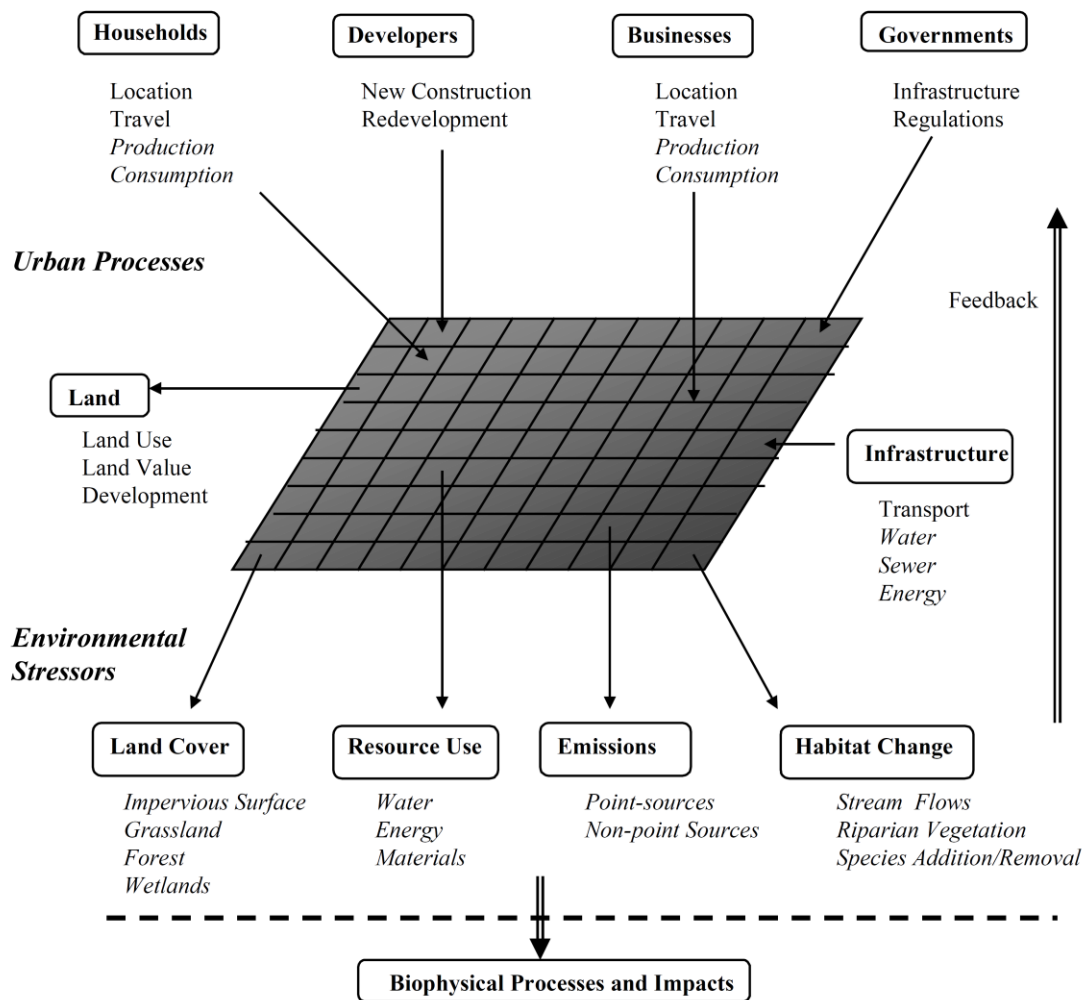 Households
Developers
Businesses
Governments
Location
Travel
Production
Consumption
New Construction
Redevelopment
Location
Travel
Production
Consumption
Infrastructure
Regulations
Urban Processes
Feedback
Land
Land Use
Land Value
Development
Infrastructure
Transport
Water
Sewer
Energy
Environmental
Stressors
Land Cover
Impervious Surface
Grassland
Forest
Wetlands
Resource Use
Water
Energy
Materials
Emissions
Point-sources
Non-point Sources
Habitat Change
Stream Flows
Riparian Vegetation
Species Addition/Removal
Biophysical Processes and Impacts